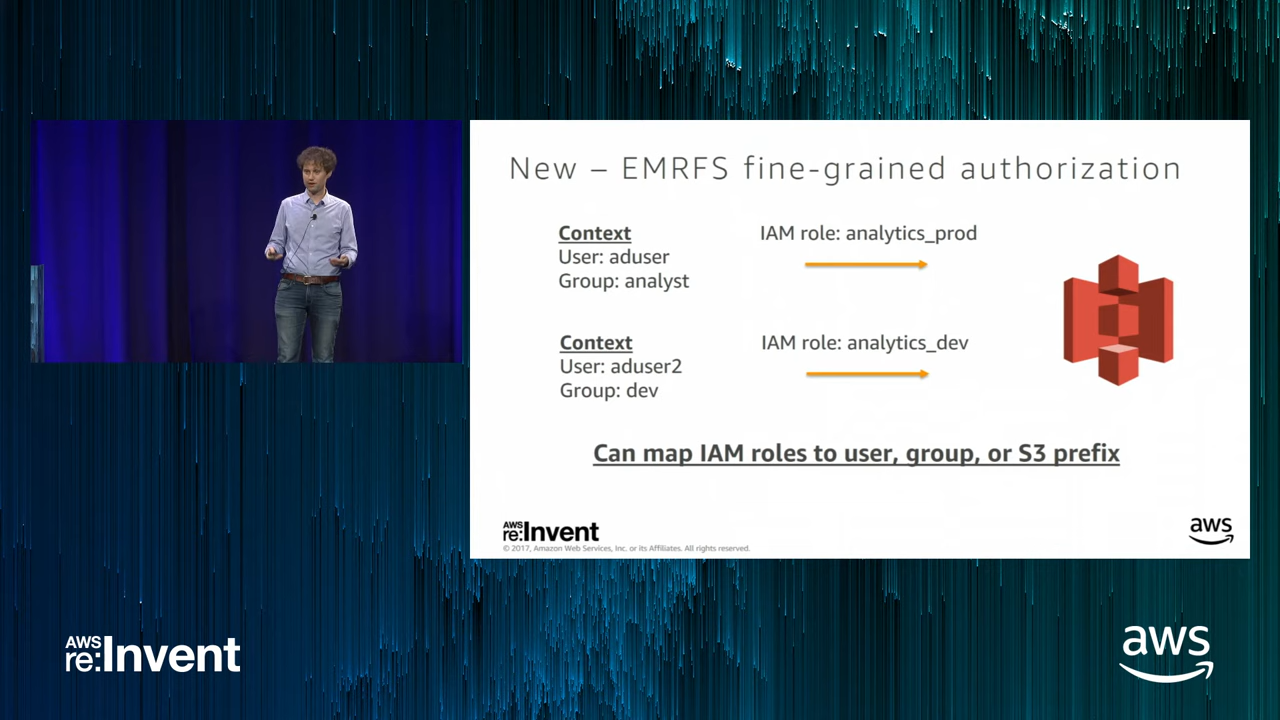 New – EMRFS fine-grained authorization
Context
User: aduser
Group: analyst
IAM role: analytics_prod
Context
User: aduser2
Group: dev
IAM role: analytics_dev
Can map IAM roles to user, group, or S3 prefix
AWS
re:Invent
© 2017, Amazon Web Services, Inc. or its Affiliates. All rights reserved.
aws
AWS
re:Invent
aws